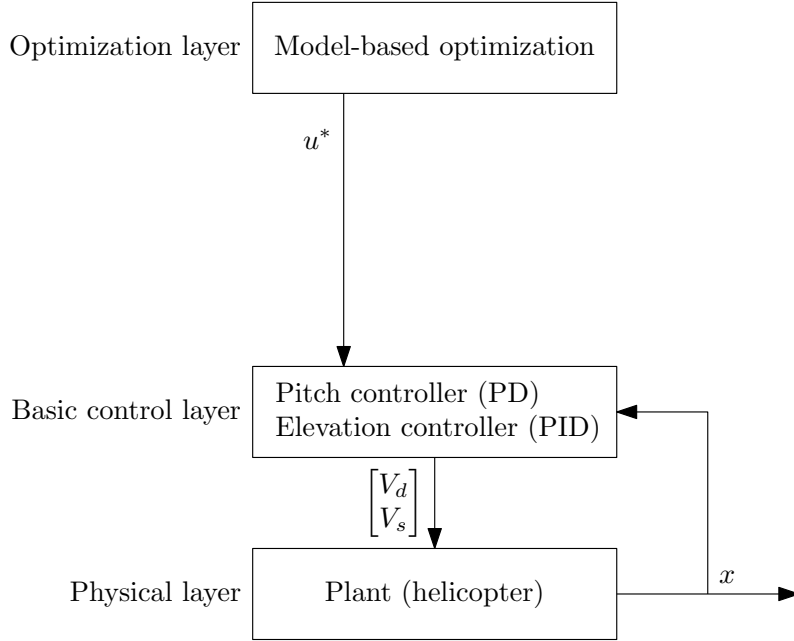 Optimization layer
Model-based optimization
u*
Basic control layer
Pitch controller (PD)
Elevation controller (PID)
[V_d
V_s]
Physical layer
Plant (helicopter)
x